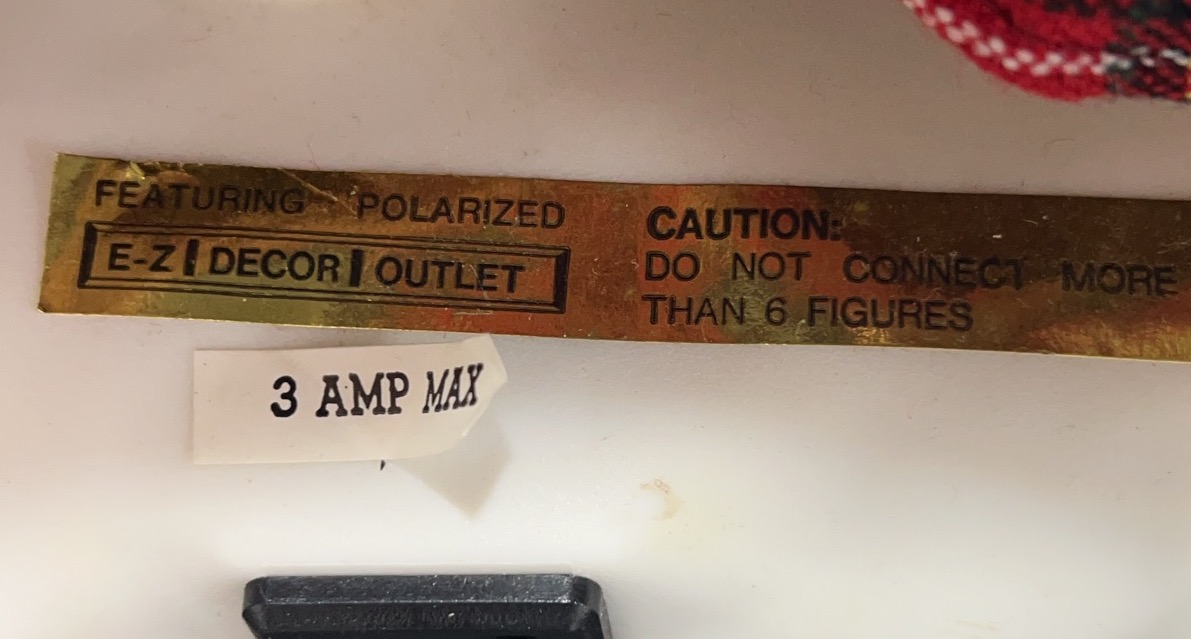 FEATURING POLARIZED
E-Z DECOR OUTLET
CAUTION:
DO NOT CONNECT MORE
THAN 6 FIGURES
3 AMP MAX